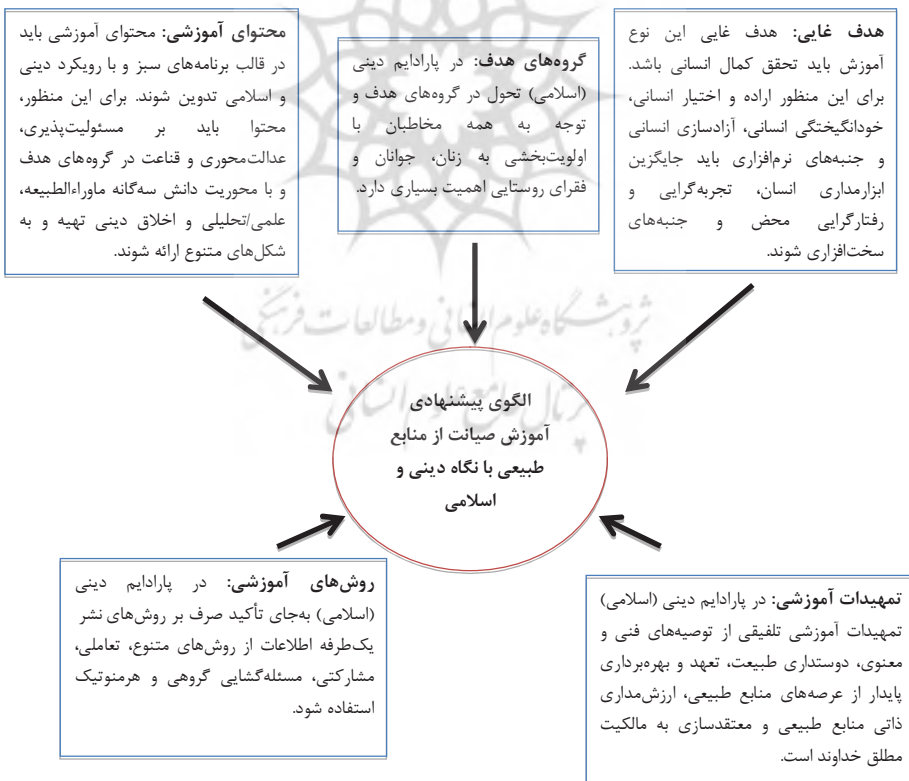 هدف غایی: هدف غایی این نوع
آموزش باید تحقق کمال انسانی باشد.
برای این منظور اراده و اختیار انسانی،
خودانگیختگی انسانی، آزادسازی انسانی
و جنبه‌های نرم‌افزاری باید جایگزین
ابزارمداری انسان، تجربه‌گرایی و
رفتارگرایی محض و جنبه‌های
سخت‌افزاری شوند.
گروه‌های هدف: در پارادایم دینی
(اسلامی) تحول در گروه‌های هدف و
توجه به همه مخاطبان با
اولویت‌بخشی به زنان، جوانان و
فقرای روستایی اهمیت بسیاری دارد.
محتوای آموزشی: محتوای آموزشی باید
در قالب برنامه‌های سبز و با رویکرد دینی
و اسلامی تدوین شوند. برای این منظور،
محتوا باید بر مسئولیت‌پذیری،
عدالت‌محوری و قناعت در گروه‌های هدف
و با محوریت دانش سه‌گانه ماوراءالطبیعه،
علمی/تحلیلی و اخلاق دینی تهیه و به
شکل‌های متنوع ارائه شوند.
پژوهشگاه علوم انسانی و مطالعات فرهنگی
پرتال جامع علوم انسانی
الگوی پیشنهادی
آموزش صیانت از منابع
طبیعی با نگاه دینی و
اسلامی
تمهیدات آموزشی: در پارادایم دینی (اسلامی)
تمهیدات آموزشی تلفیقی از توصیه‌های فنی و
معنوی، دوستداری طبیعت، تعهد و بهره‌برداری
پایدار از عرصه‌های منابع طبیعی، ارزش‌مداری
ذاتی منابع طبیعی و معتقدسازی به مالکیت
مطلق خداوند است.
روش‌های آموزشی: در پارادایم دینی
(اسلامی) به‌جای تأکید صرف بر روش‌های نشر
یک‌طرفه اطلاعات از روش‌های متنوع، تعاملی،
مشارکتی، مسئله‌گشایی گروهی و هرمنوتیک
استفاده شود.